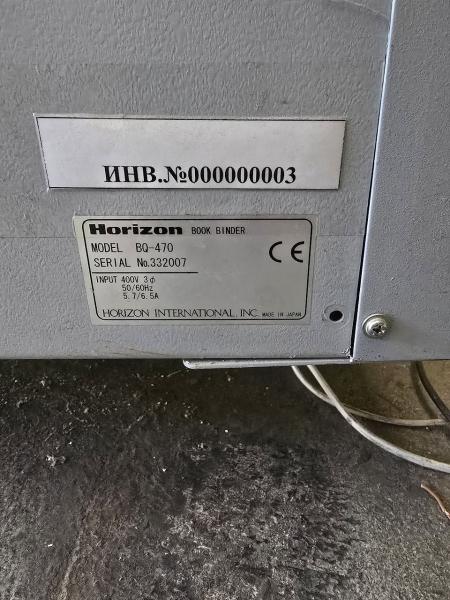 ИНВ.№000000003
Horizon BOOK BINDER
MODEL BQ-470
SERIAL No.332007
CE
INPUT 400V 3φ
50/60Hz
5.7/6.5A
HORIZON INTERNATIONAL, INC. MADE IN JAPAN